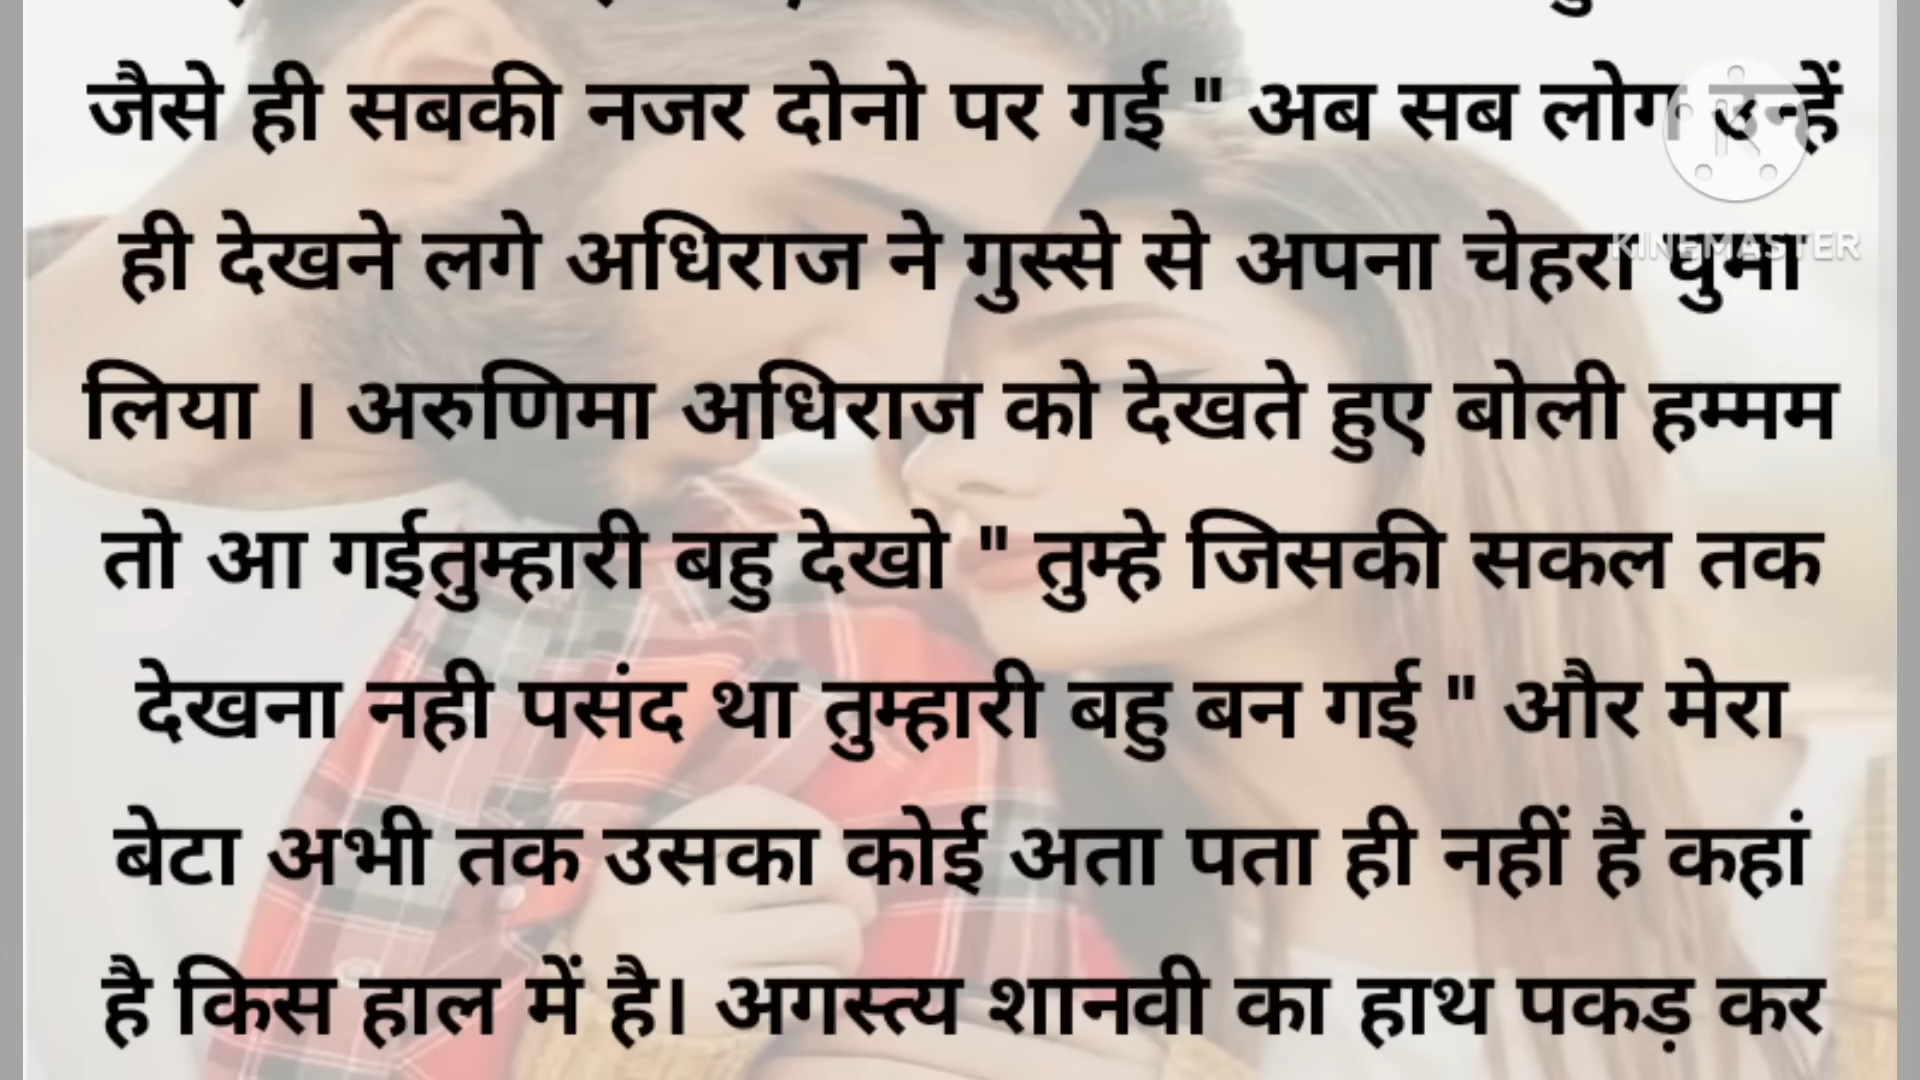 जैसे ही सबकी नजर दोनो पर गई " अब सब लोग उन्हें
ही देखने लगे अधिराज ने गुस्से से अपना चेहरा घुमा
लिया । अरुणिमा अधिराज को देखते हुए बोली हम्मम
तो आ गईतुम्हारी बहु देखो " तुम्हे जिसकी सकल तक
देखना नही पसंद था तुम्हारी बहु बन गई " और मेरा
बेटा अभी तक उसका कोई अता पता ही नहीं है कहां
है किस हाल में है। अगस्त्य शानवी का हाथ पकड़ कर
KINEMASTER